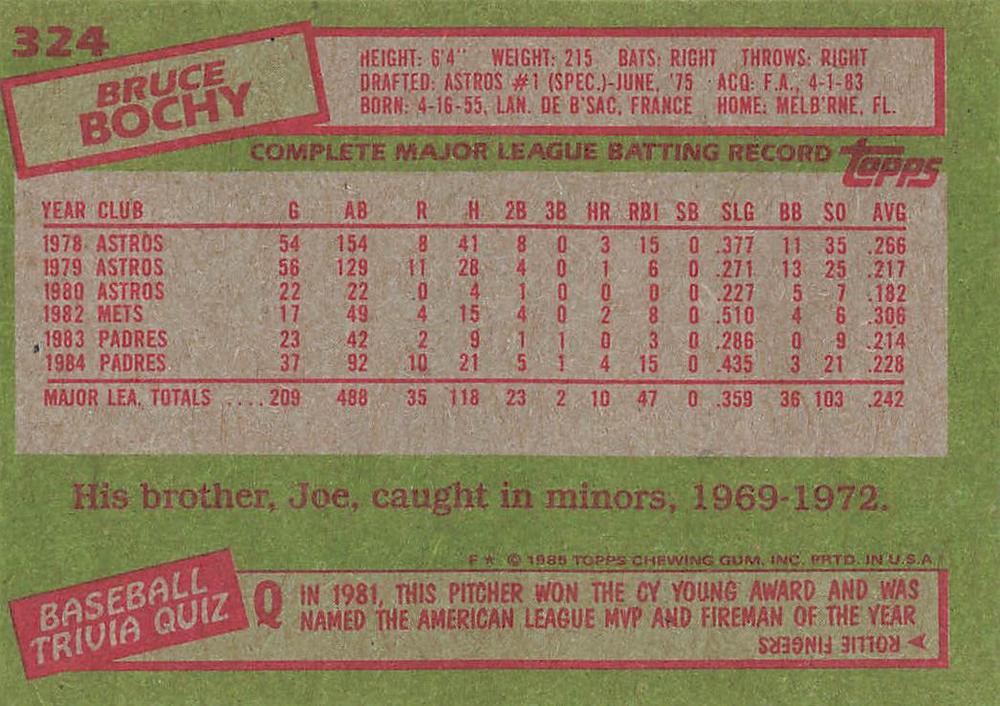 324
BRUCE
BOCHY
HEIGHT: 6'4" WEIGHT: 215 BATS: RIGHT THROWS: RIGHT
DRAFTED: ASTROS #1 (SPEC.)-JUNE, '75 ACQ: F.A., 4-1-83
BORN: 4-16-55, LAN. DE B'SAC, FRANCE HOME: MELB'RNE, FL.
COMPLETE MAJOR LEAGUE BATTING RECORD topps
YEAR CLUB G AB R H 2B 3B HR RBI SB SLG BB SO AVG.
1978 ASTROS 54 154 8 41 8 0 3 15 0 .377 11 35 .266
1979 ASTROS 56 129 11 28 4 0 1 6 0 .271 13 25 .217
1980 ASTROS 22 22 0 4 1 0 0 0 0 .227 5 7 .182
1982 METS 17 49 4 15 4 0 2 8 0 .510 4 6 .306
1983 PADRES 23 42 2 9 1 1 0 3 0 .286 0 9 .214
1984 PADRES 37 92 10 21 5 1 4 15 0 .435 3 21 .228
MAJOR LEA. TOTALS .... 209 488 35 118 23 2 10 47 0 .359 36 103 .242
His brother, Joe, caught in minors, 1969-1972.
F ★ © 1985 TOPPS CHEWING GUM, INC. PRTD. IN U.S.A.
BASEBALL
TRIVIA QUIZ
Q IN 1981, THIS PITCHER WON THE CY YOUNG AWARD AND WAS
NAMED THE AMERICAN LEAGUE MVP AND FIREMAN OF THE YEAR
ROLLIE FINGERS